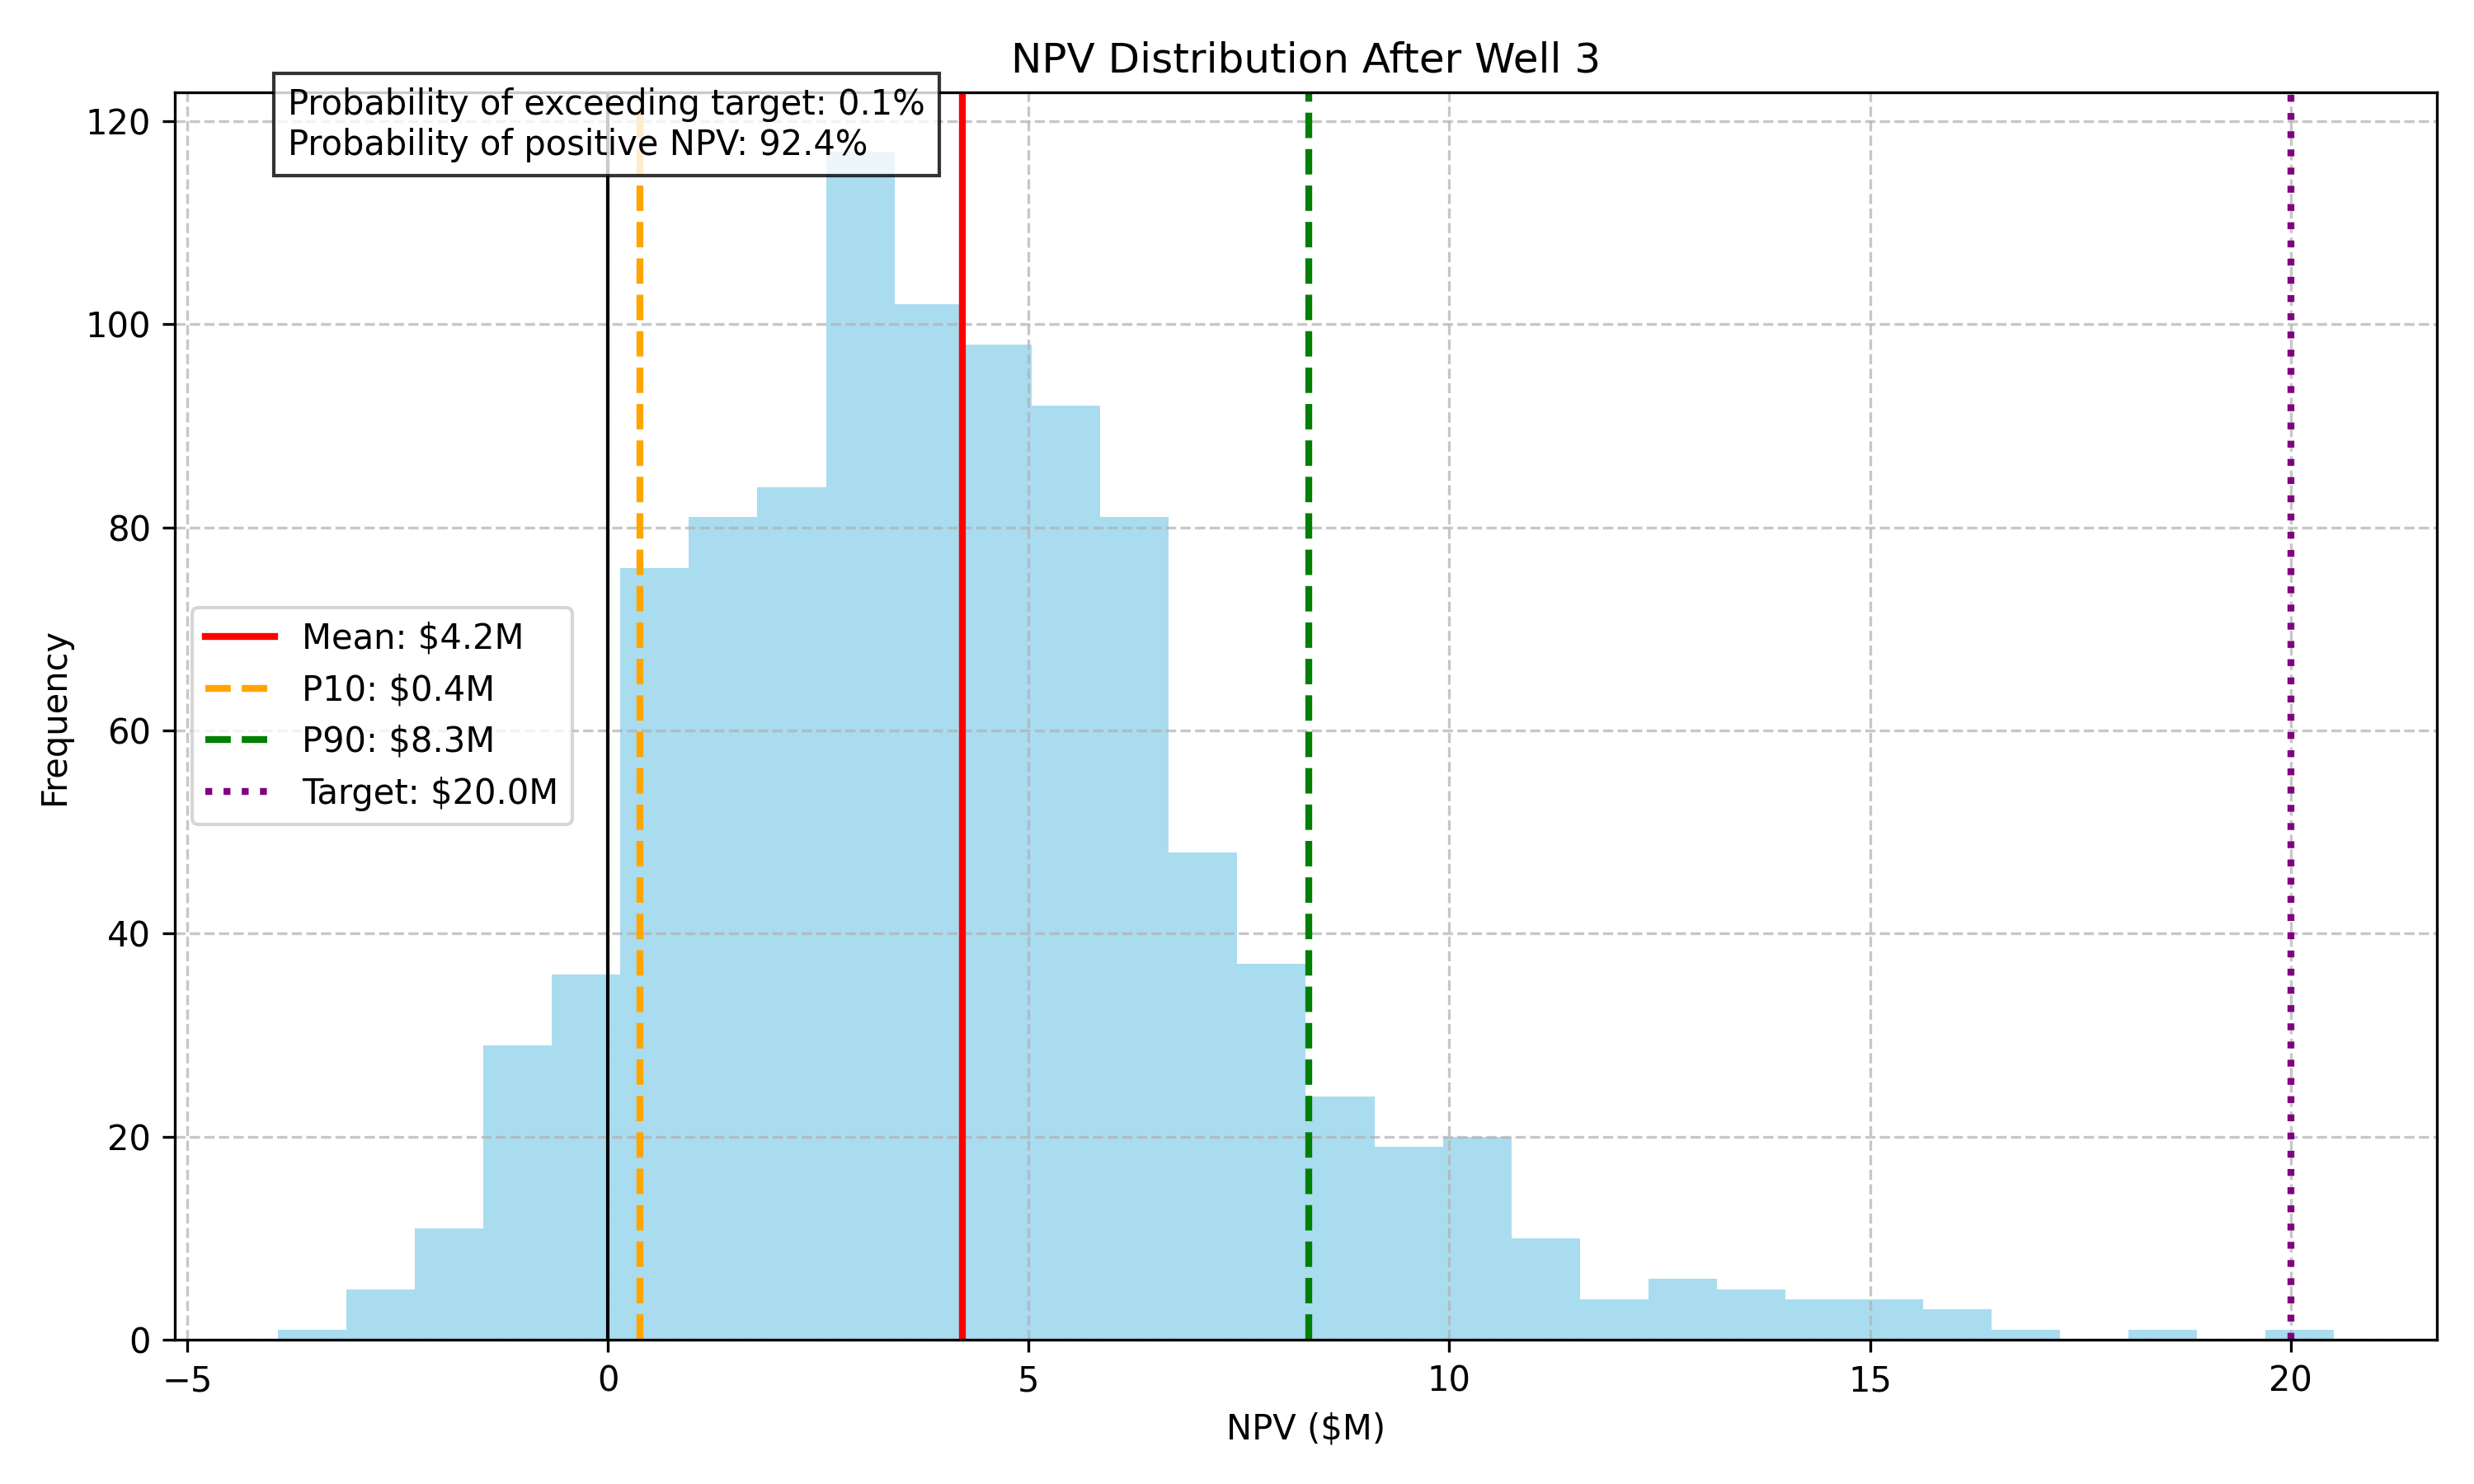 NPV Distribution After Well 3
Probability of exceeding target: 0.1%
Probability of positive NPV: 92.4%
120
100
80
60
40
20
0
Frequency
Mean: $4.2M
P10: $0.4M
P90: $8.3M
Target: $20.0M
−5
0
5
10
15
20
NPV ($M)